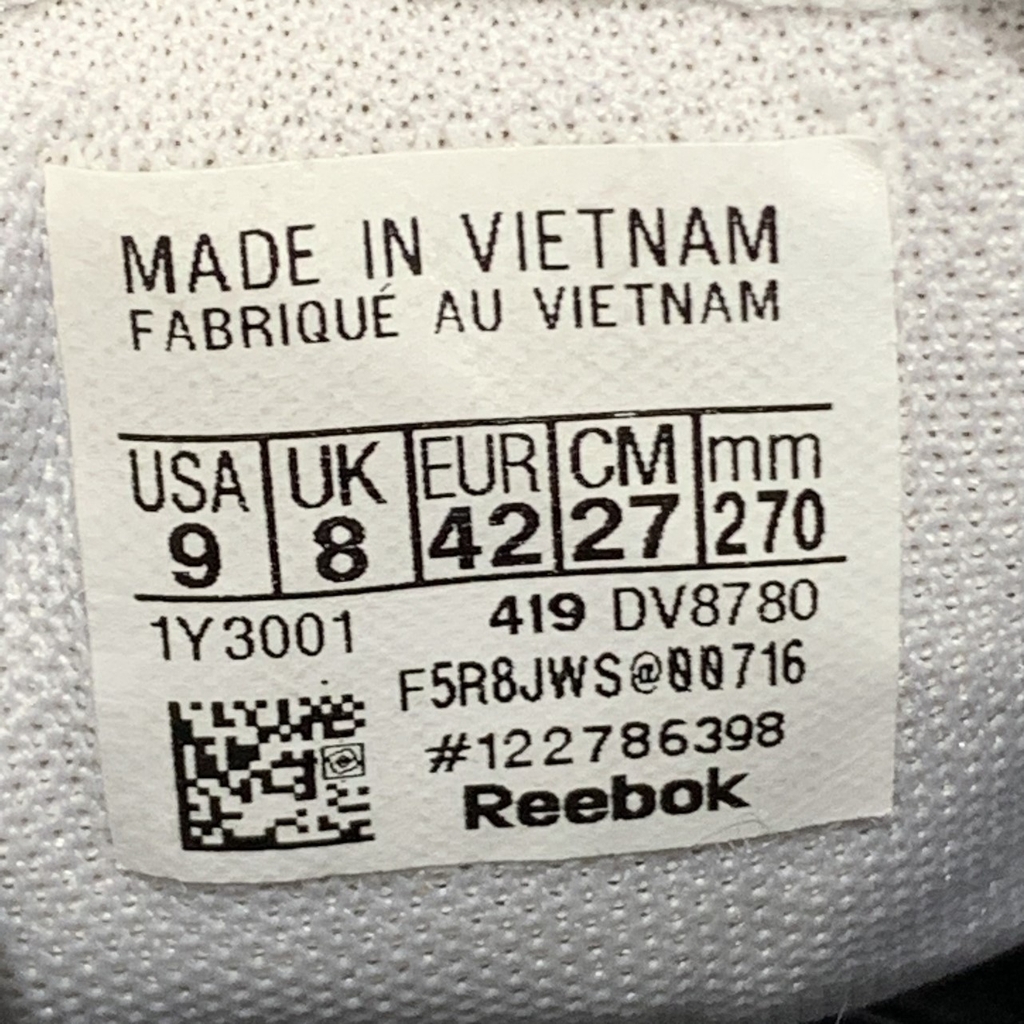 MADE IN VIETNAM
FABRIQUÉ AU VIETNAM
USA UK EUR CM mm
9 8 42 27 270
1Y3001 419 DV8780
F5R8JWS@00716
#122786398
Reebok